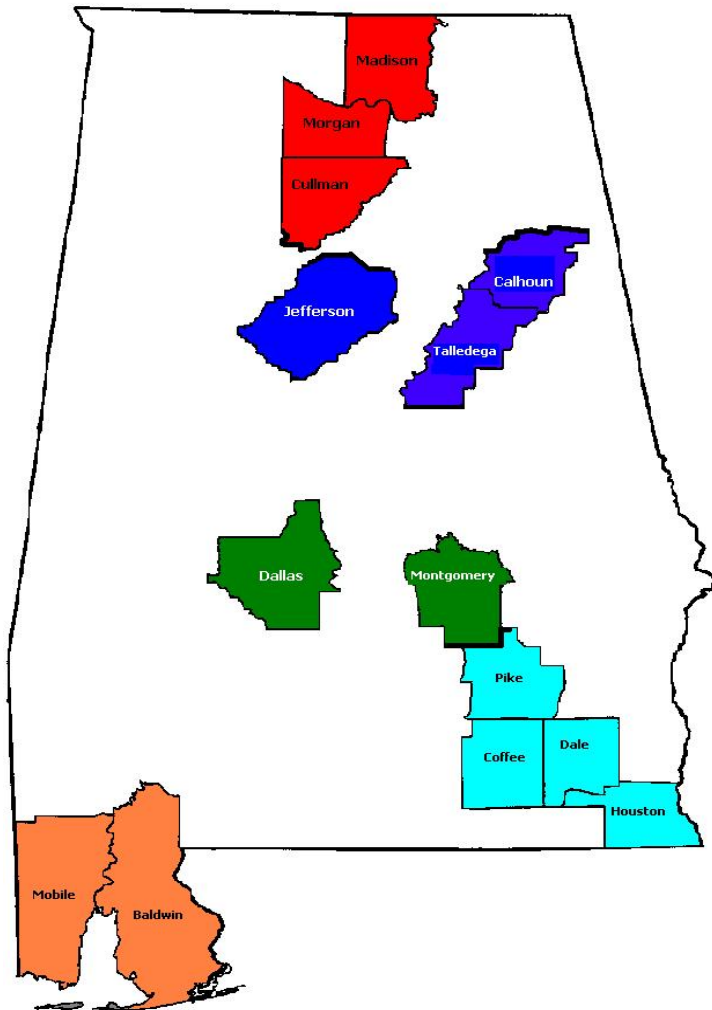 Madison
Morgan
Cullman
Calhoun
Jefferson
Talledega
Dallas
Montgomery
Pike
Coffee
Dale
Houston
Mobile
Baldwin